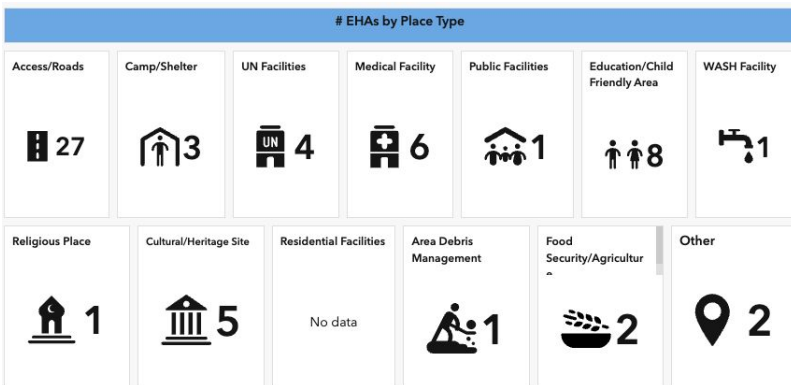 # EHAs by Place Type
Access/Roads
27
Camp/Shelter
3
UN Facilities
UN
4
Medical Facility
6
Public Facilities
1
Education/Child
Friendly Area
8
WASH Facility
1
Religious Place
1
Cultural/Heritage Site
5
Residential Facilities
No data
Area Debris
Management
1
Food
Security/Agricultur
2
Other
2